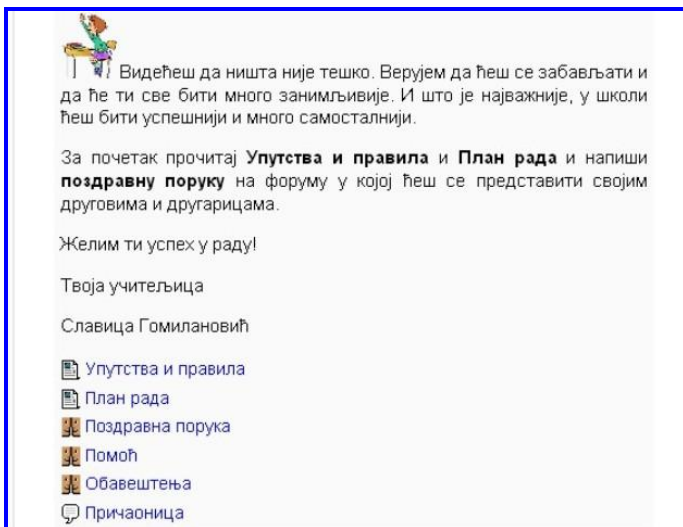 Видећеш да ништа није тешко. Верујем да ћеш се забављати и
да ће ти све бити много занимљивије. И што је најважније, у школи
ћеш бити успешнији и много самосталнији.
За почетак прочитај Упутства и правила и План рада и напиши
поздравну поруку на форуму у којој ћеш се представити својим
друговима и другарицама.
Желим ти успех у раду!
Твоја учитељица
Славица Гомилановић
Упутства и правила
План рада
Поздравна порука
Помоћ
Обавештења
Причаоница